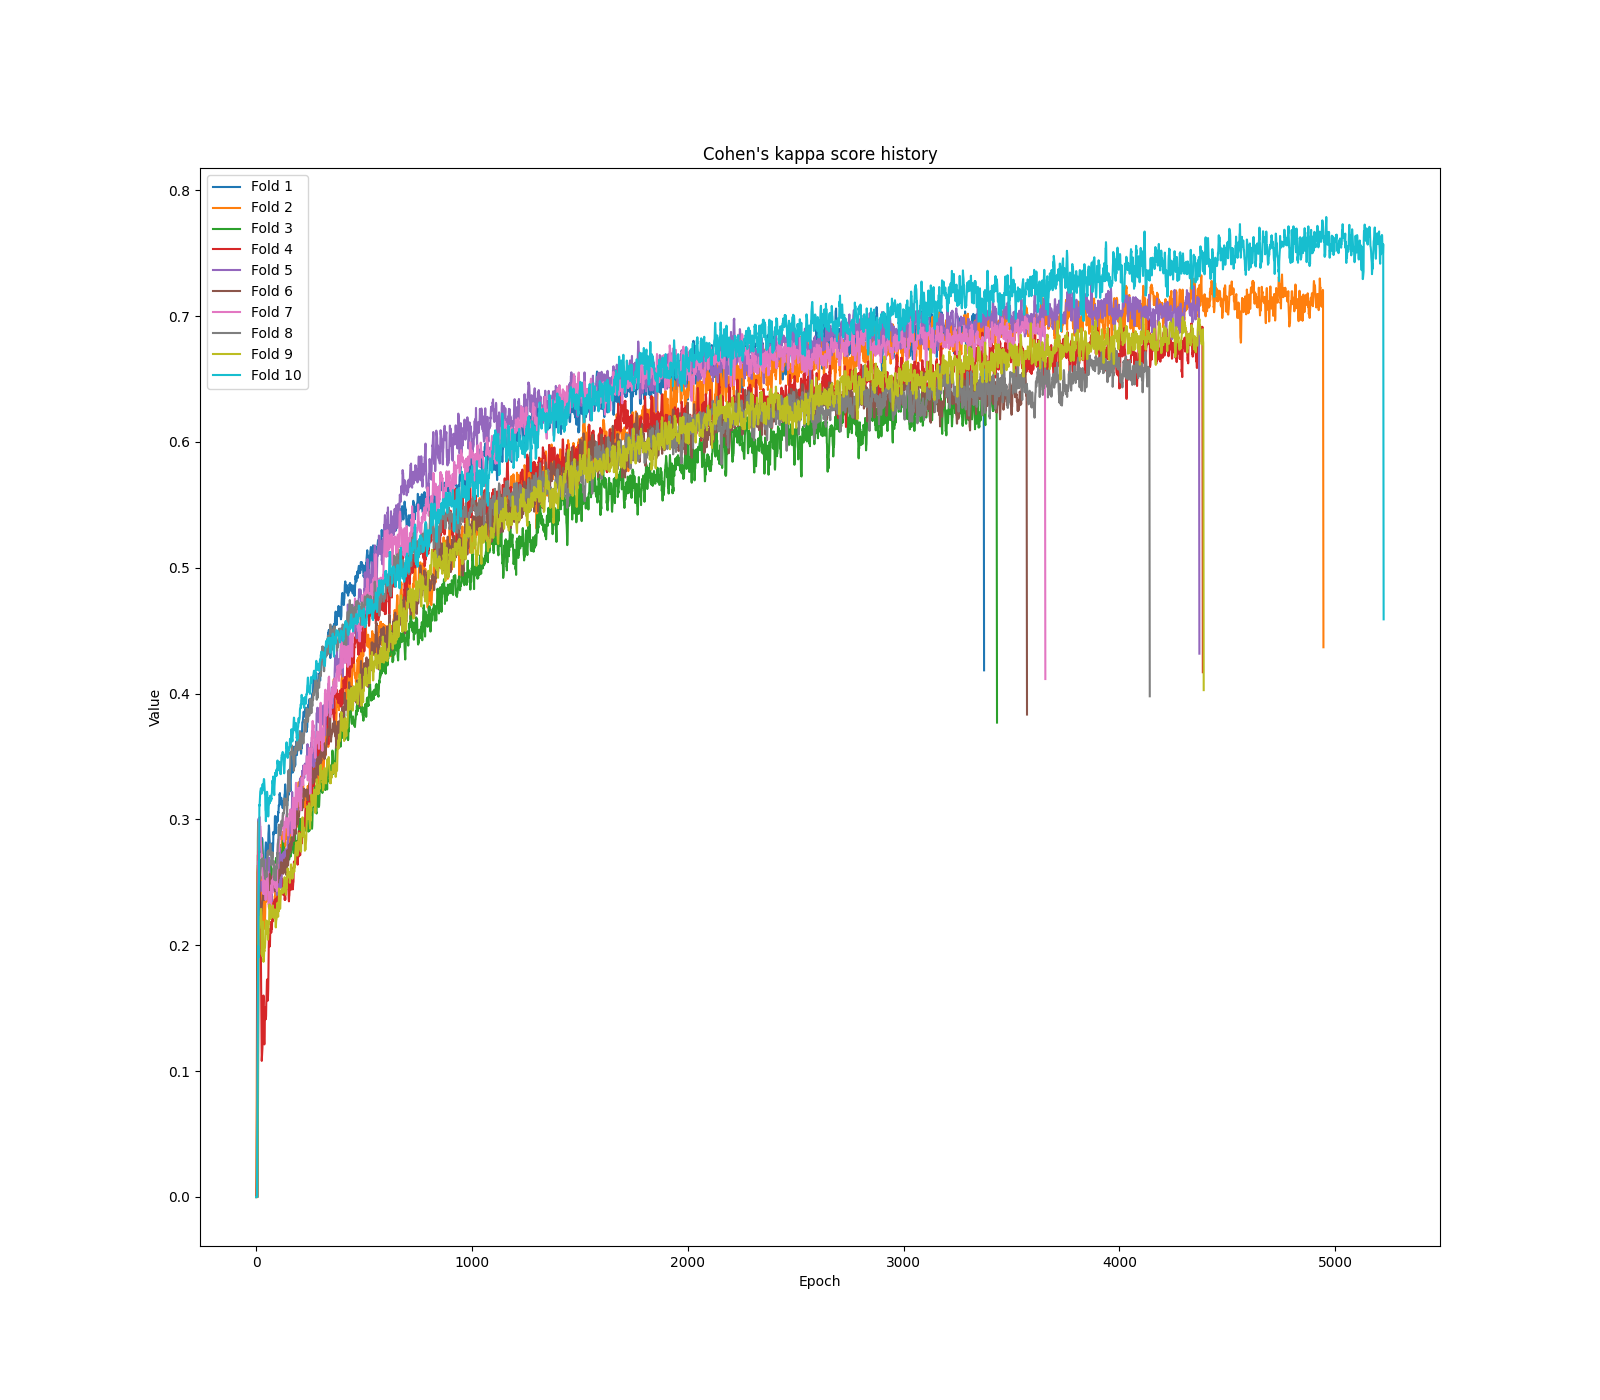 Cohen's kappa score history
Fold 1
Fold 2
Fold 3
Fold 4
Fold 5
Fold 6
Fold 7
Fold 8
Fold 9
Fold 10
0.8
0.7
0.6
0.5
0.4
0.3
0.2
0.1
0.0
Value
0 1000 2000 3000 4000 5000
Epoch